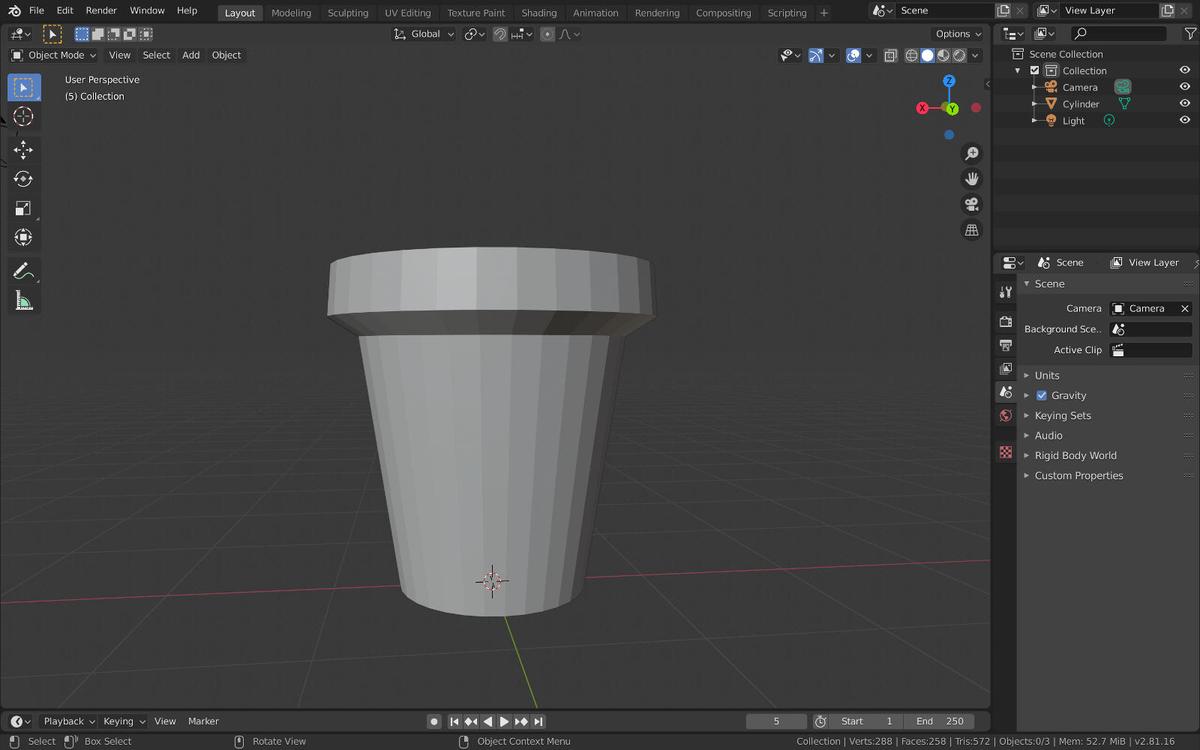 File Edit Render Window Help Layout Modeling Sculpting UV Editing Texture Paint Shading Animation Rendering Compositing Scripting + Scene View Layer
Global Options
Object Mode View Select Add Object
User Perspective
(5) Collection
Z
X Y
Scene Collection
Collection
Camera
Cylinder
Light
Scene View Layer
Scene
Camera Camera
Background Sce..
Active Clip
Units
Gravity
Keying Sets
Audio
Rigid Body World
Custom Properties
Playback Keying View Marker 5 Start 1 End 250
Select Box Select Rotate View Object Context Menu Collection | Verts:288 | Faces:258 | Tris:572 | Objects:0/3 | Mem: 52.7 MiB | v2.81.16